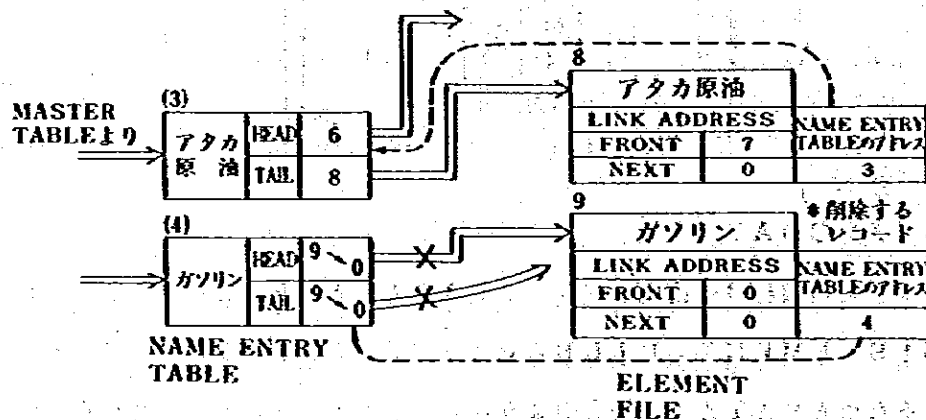 MASTER
TABLEより
(3)
アタカ
原油
HEAD 6
TAIL 8
8
アタカ原油
LINK ADDRESS
FRONT 7
NEXT 0
NAME ENTRY
TABLEのアドレス
3
(4)
ガソリン
HEAD 9 0
TAIL 9 0
9
ガソリン
*削除する
レコード
LINK ADDRESS
FRONT 0
NEXT 0
NAME ENTRY
TABLEのアドレス
4
NAME ENTRY
TABLE
ELEMENT
FILE